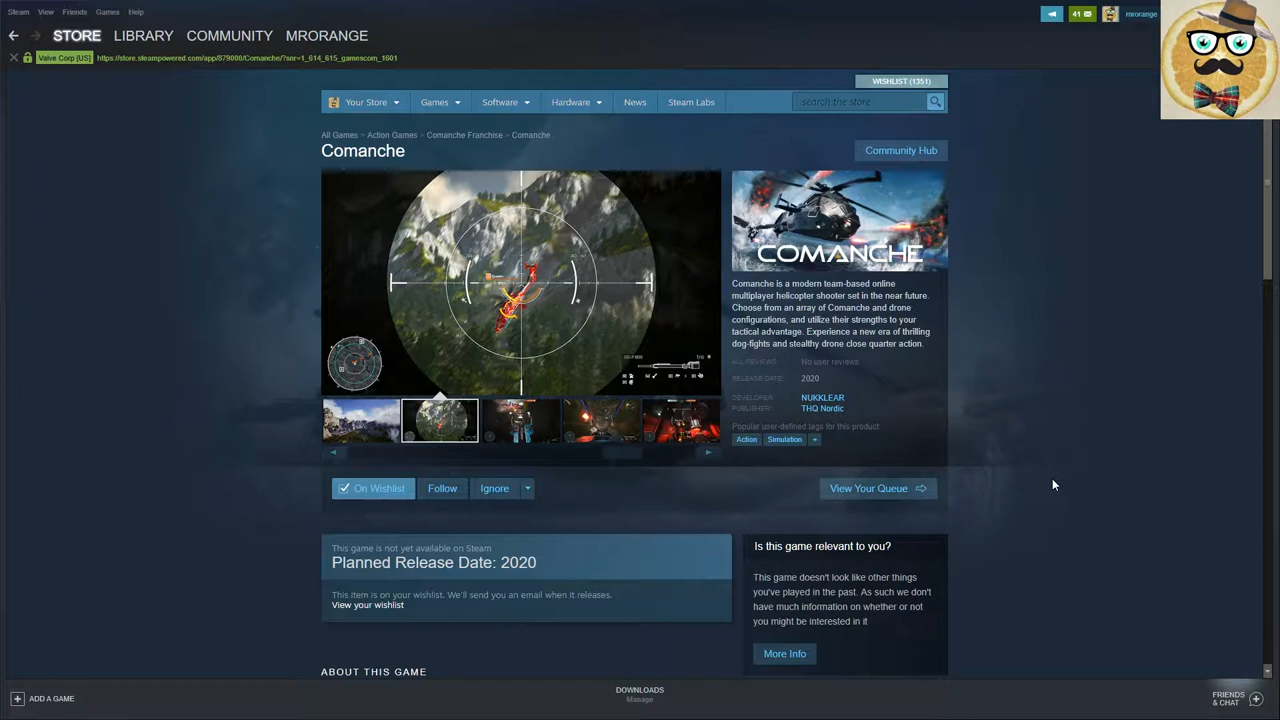 Steam View Friends Games Help
41
mrorange
STORE LIBRARY COMMUNITY MRORANGE
Valve Corp [US] https://store.steampowered.com/app/879000/Comanche/?snr=1_614_615_gamescom_1601
WISHLIST (1351)
Your Store Games Software Hardware News Steam Labs search the store
All Games > Action Games > Comanche Franchise > Comanche
Comanche
Community Hub
COMANCHE
Comanche is a modern team-based online
multiplayer helicopter shooter set in the near future.
Choose from an array of Comanche and drone
configurations, and utilize their strengths to your
tactical advantage. Experience a new era of thrilling
dog-fights and stealthy drone close quarter action.
ALL REVIEWS: No user reviews
RELEASE DATE: 2020
DEVELOPER: NUKKLEAR
PUBLISHER: THQ Nordic
Popular user-defined tags for this product:
Action Simulation +
On Wishlist Follow Ignore View Your Queue
This game is not yet available on Steam
Planned Release Date: 2020
This item is on your wishlist. We'll send you an email when it releases.
View your wishlist
Is this game relevant to you?
This game doesn't look like other things
you've played in the past. As such we don't
have much information on whether or not
you might be interested in it
More Info
ABOUT THIS GAME
ADD A GAME
DOWNLOADS
Manage
FRIENDS
& CHAT